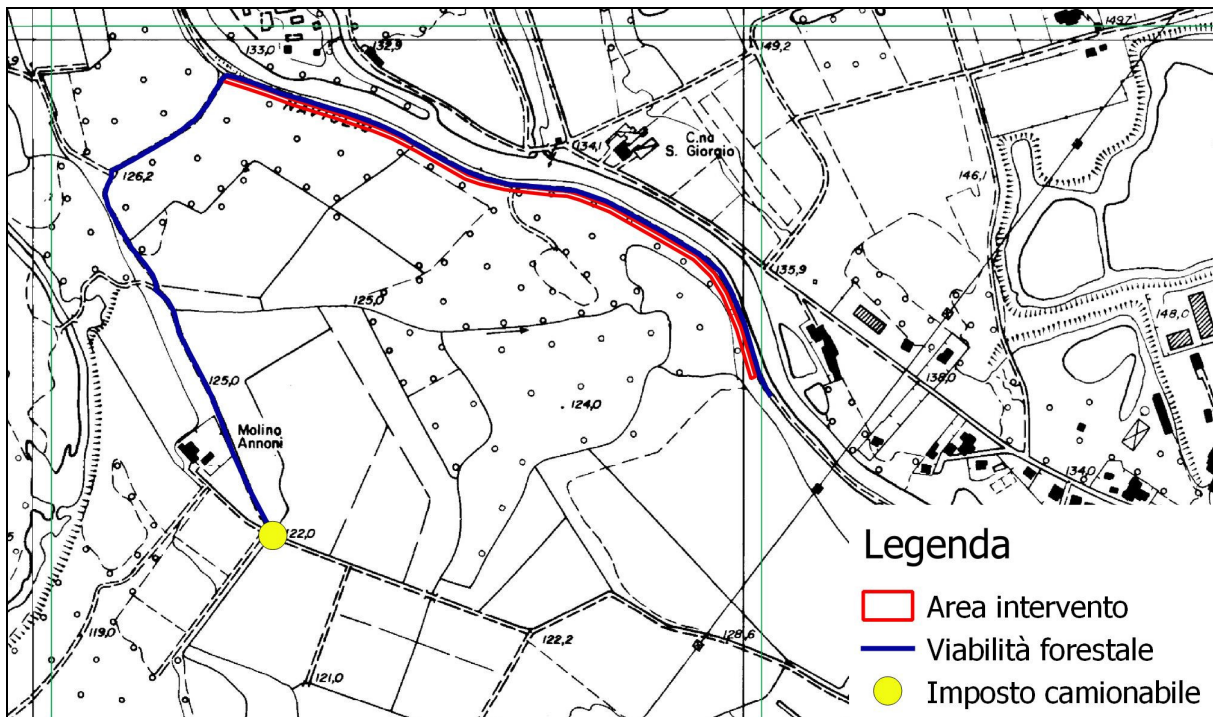 149,7
133,0
132,9
149,2
NAVIGLIO
134,1
C.na
S. Giorgio
146,1
126,2
135,9
125,0
148,0
125,0
138,0
124,0
Molino
Annoni
134,0
122,0
119,0
122,2
128,6
121,0
Legenda
Area intervento
Viabilità forestale
Imposto camionabile